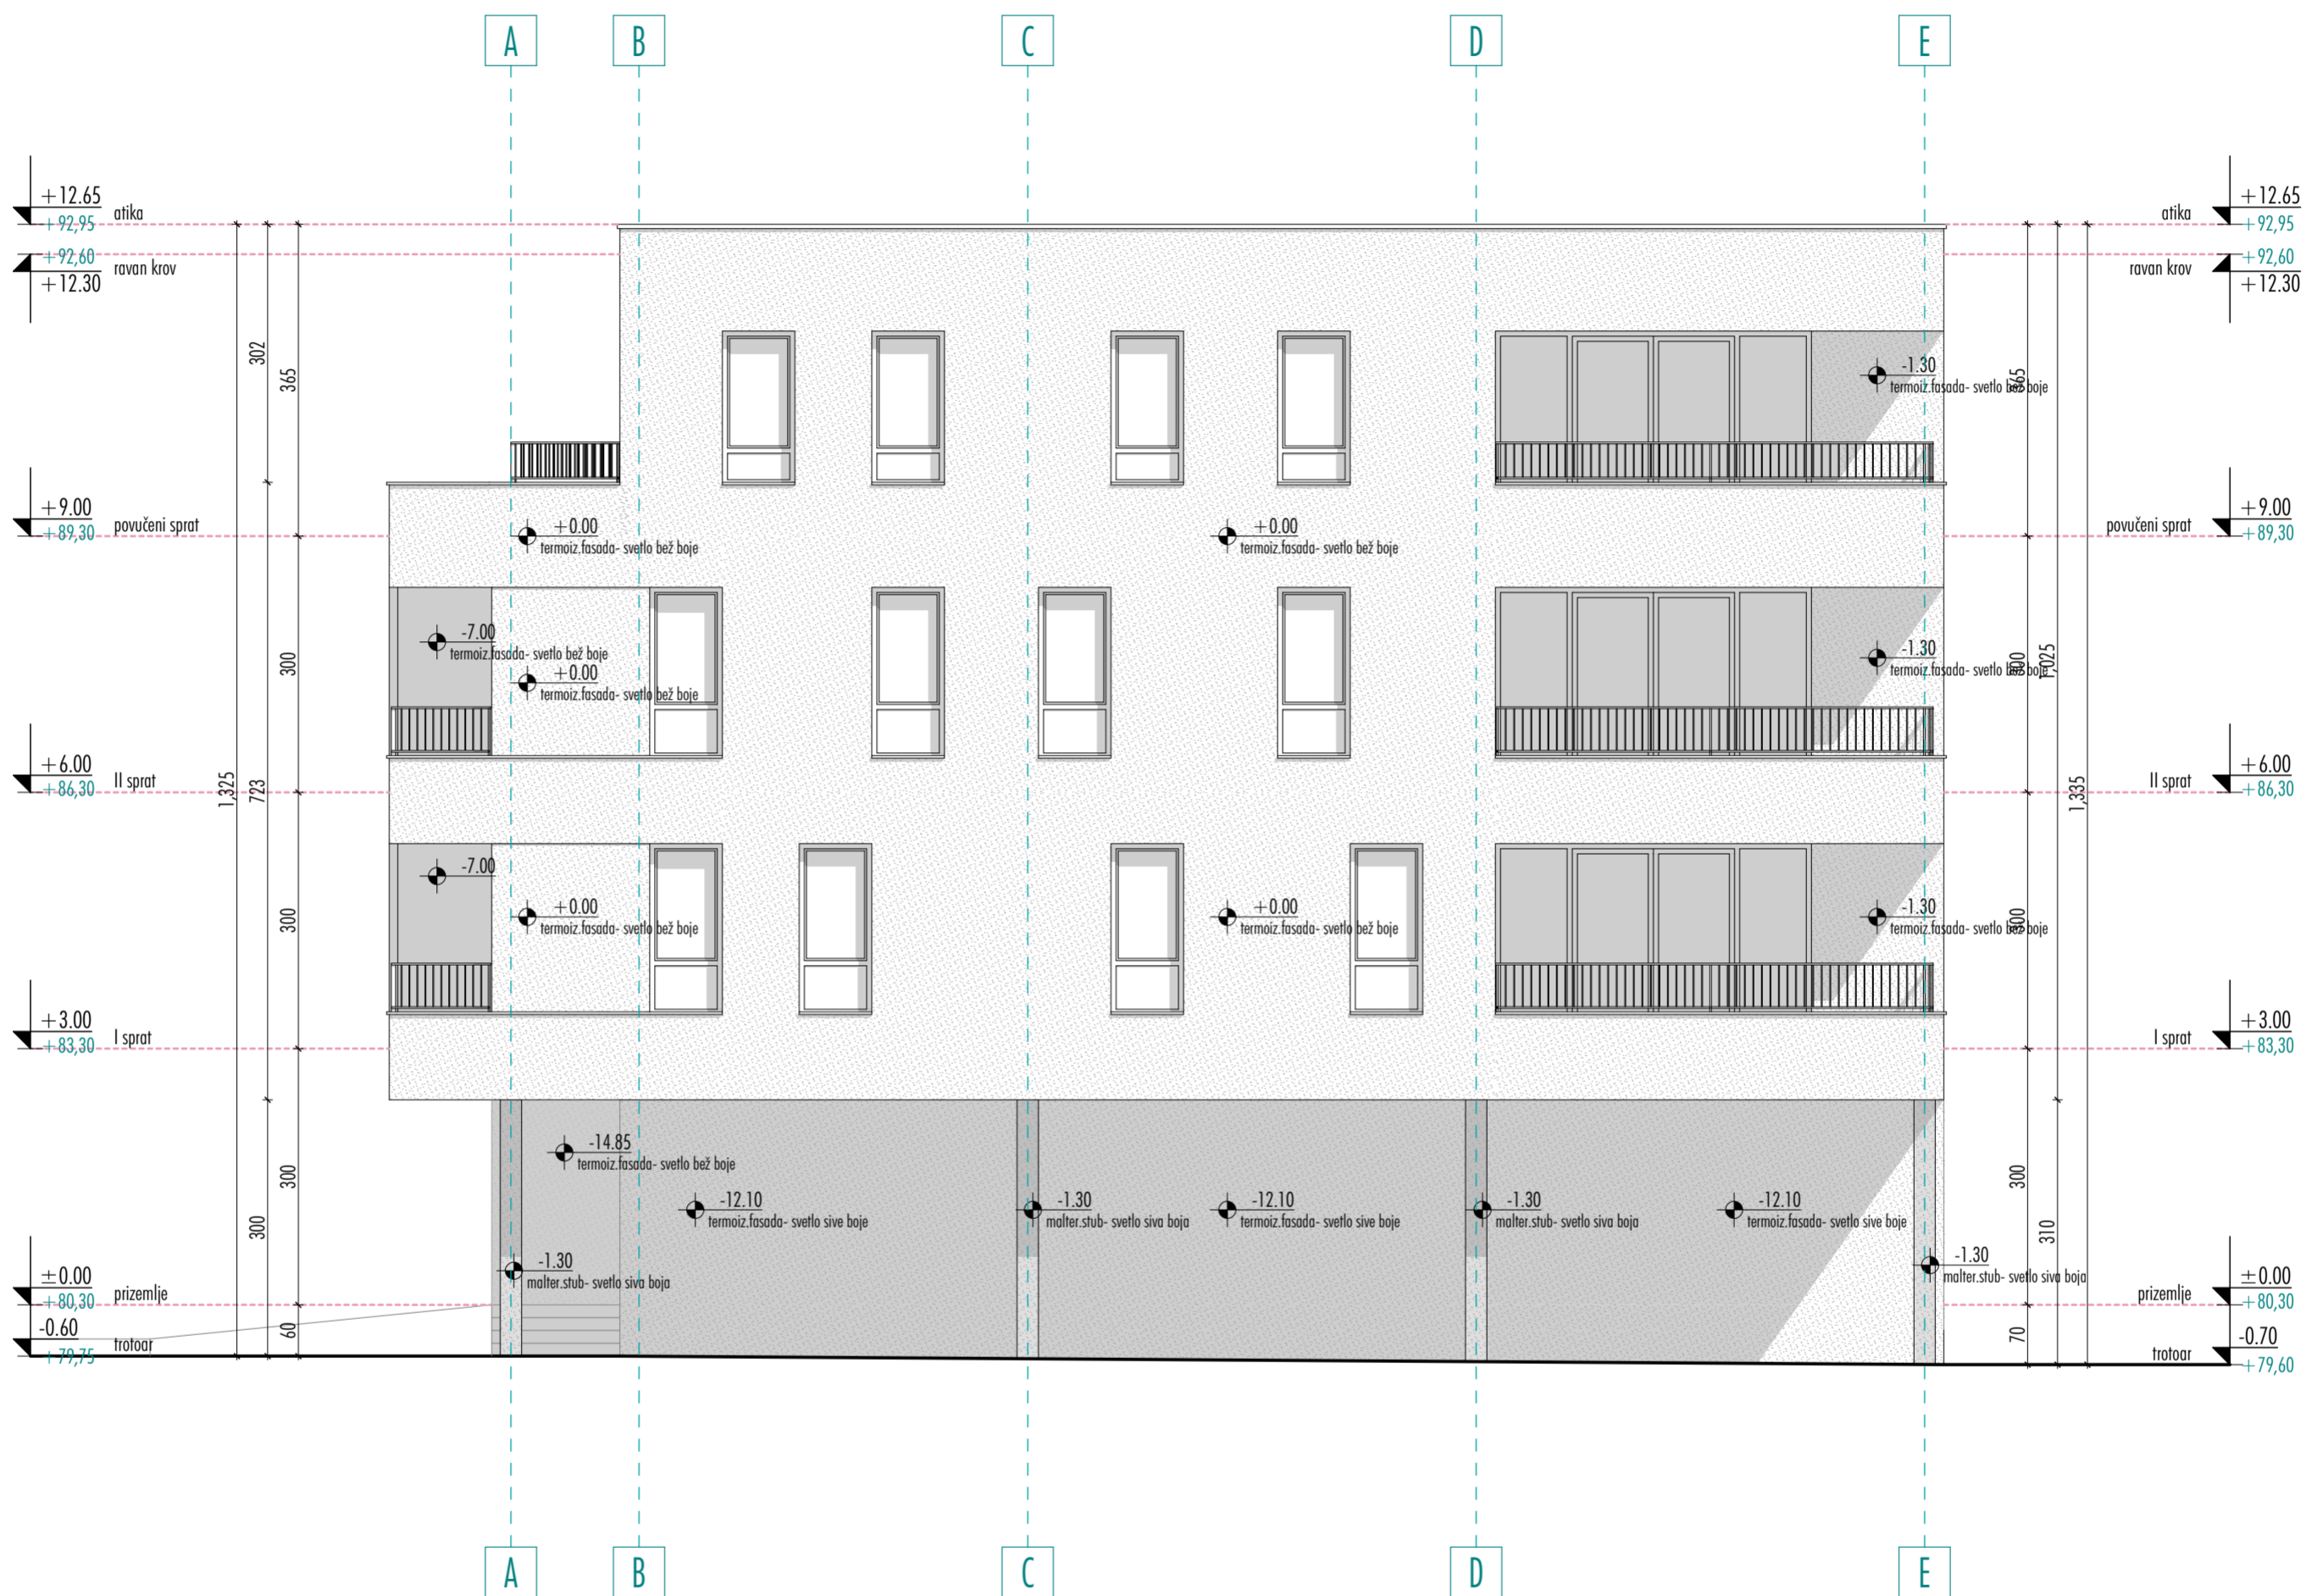 A B C D E
+12.65
atika
+92,95
+92,60
ravan krov
+12.30
+12.65
atika
+92,95
+92,60
ravan krov
+12.30
302
365
-1.30
termoiz.fasada- svetlo bež boje
365
+9.00
povučeni sprat
+89,30
+0.00
termoiz.fasada- svetlo bež boje
+0.00
termoiz.fasada- svetlo bež boje
+9.00
povučeni sprat
+89,30
-7.00
termoiz.fasada- svetlo bež boje
+0.00
termoiz.fasada- svetlo bež boje
300
-1.30
termoiz.fasada- svetlo bež boje
300
1,025
+6.00
II sprat
+86,30
1,325
723
+6.00
II sprat
+86,30
1,335
-7.00
+0.00
termoiz.fasada- svetlo bež boje
300
+0.00
termoiz.fasada- svetlo bež boje
-1.30
termoiz.fasada- svetlo bež boje
300
+3.00
I sprat
+83,30
+3.00
I sprat
+83,30
-14.85
termoiz.fasada- svetlo bež boje
300
300
-12.10
termoiz.fasada- svetlo sive boje
-1.30
malter.stub- svetlo siva boja
-12.10
termoiz.fasada- svetlo sive boje
-1.30
malter.stub- svetlo siva boja
-12.10
termoiz.fasada- svetlo sive boje
300
310
-1.30
malter.stub- svetlo siva boja
-1.30
malter.stub- svetlo siva boja
±0.00
prizemlje
+80,30
±0.00
prizemlje
+80,30
-0.60
trotoar
+79,75
60
70
-0.70
trotoar
+79,60
A B C D E